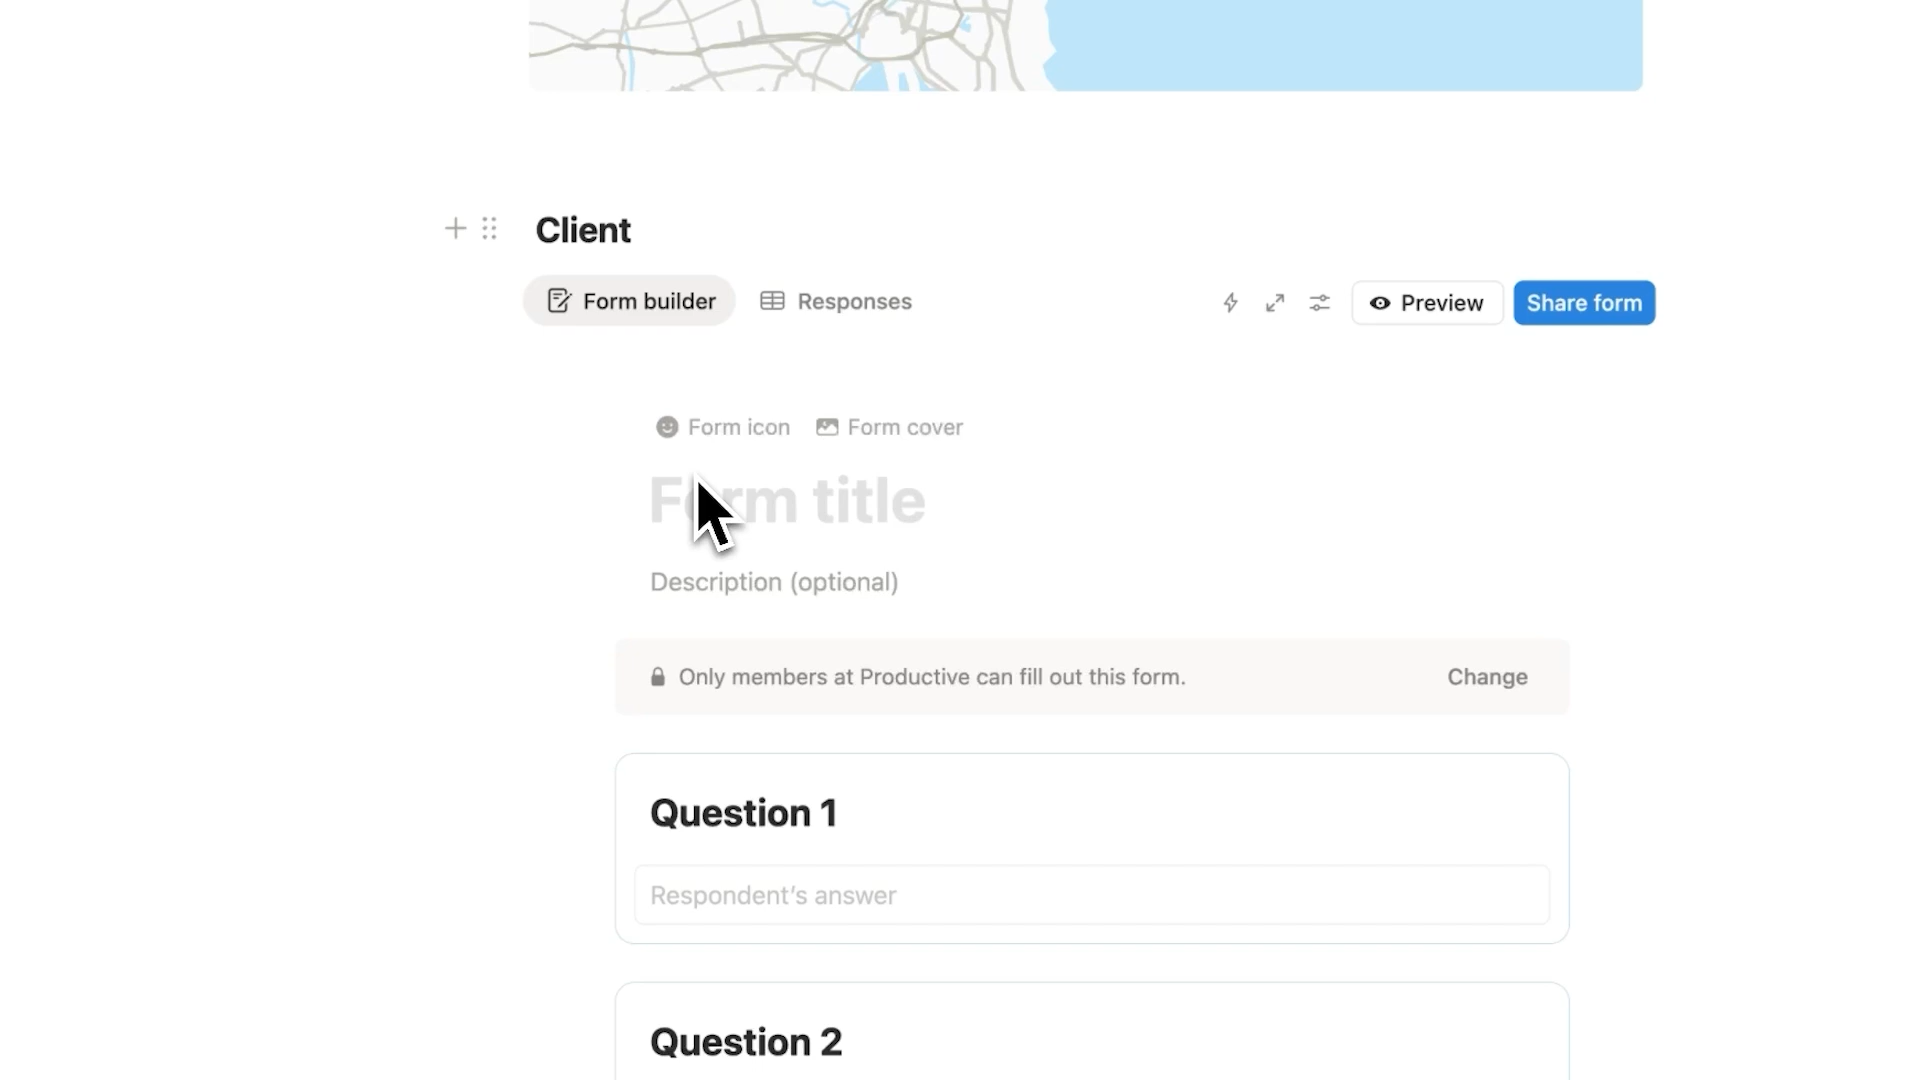 Client
Form builder
Responses
Preview
Share form
Form icon
Form cover
Form title
Description (optional)
Only members at Productive can fill out this form.
Change
Question 1
Respondent’s answer
Question 2